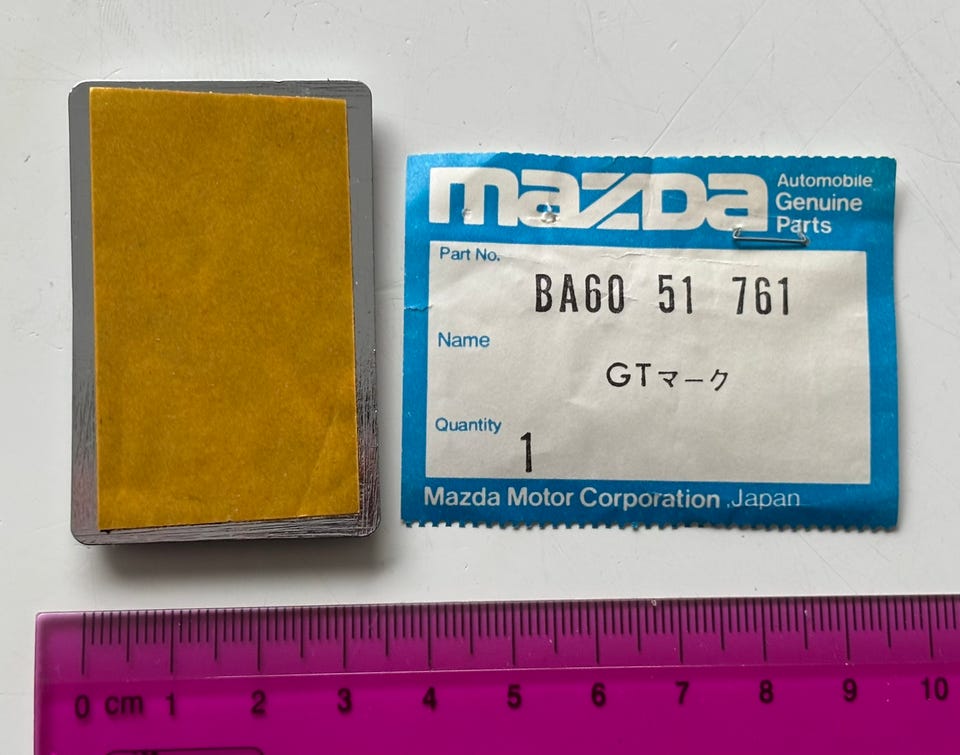 mazda
Automobile
Genuine
Parts
Part No.
BA60 51 761
Name
GTマーク
Quantity
1
Mazda Motor Corporation ,Japan
0 cm 1 2 3 4 5 6 7 8 9 10